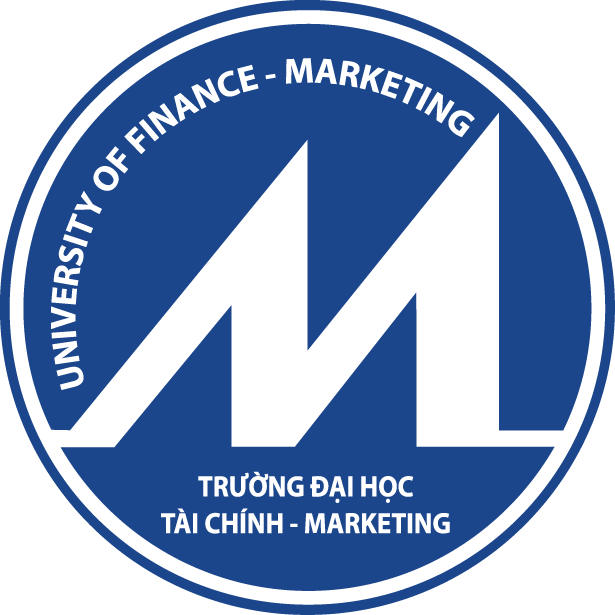 UNIVERSITY OF FINANCE - MARKETING
TRƯỜNG ĐẠI HỌC
TÀI CHÍNH - MARKETING